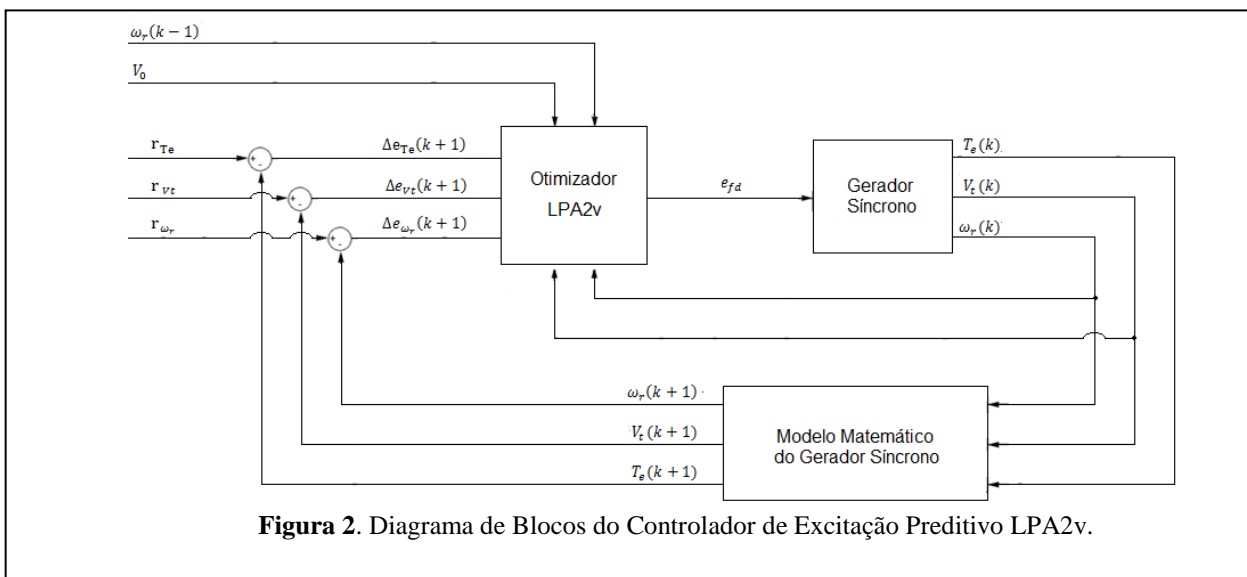 ω_r(k − 1)
V_0
r_Te
Δe_Te(k + 1)
r_Vt
Δe_vt(k + 1)
r_ω_r
Δe_ω_r(k + 1)
Otimizador
LPA2v
e_fd
Gerador
Síncrono
T_e(k)
V_t(k)
ω_r(k)
ω_r(k + 1)
V_t(k + 1)
T_e(k + 1)
Modelo Matemático
do Gerador Síncrono
Figura 2. Diagrama de Blocos do Controlador de Excitação Preditivo LPA2v.